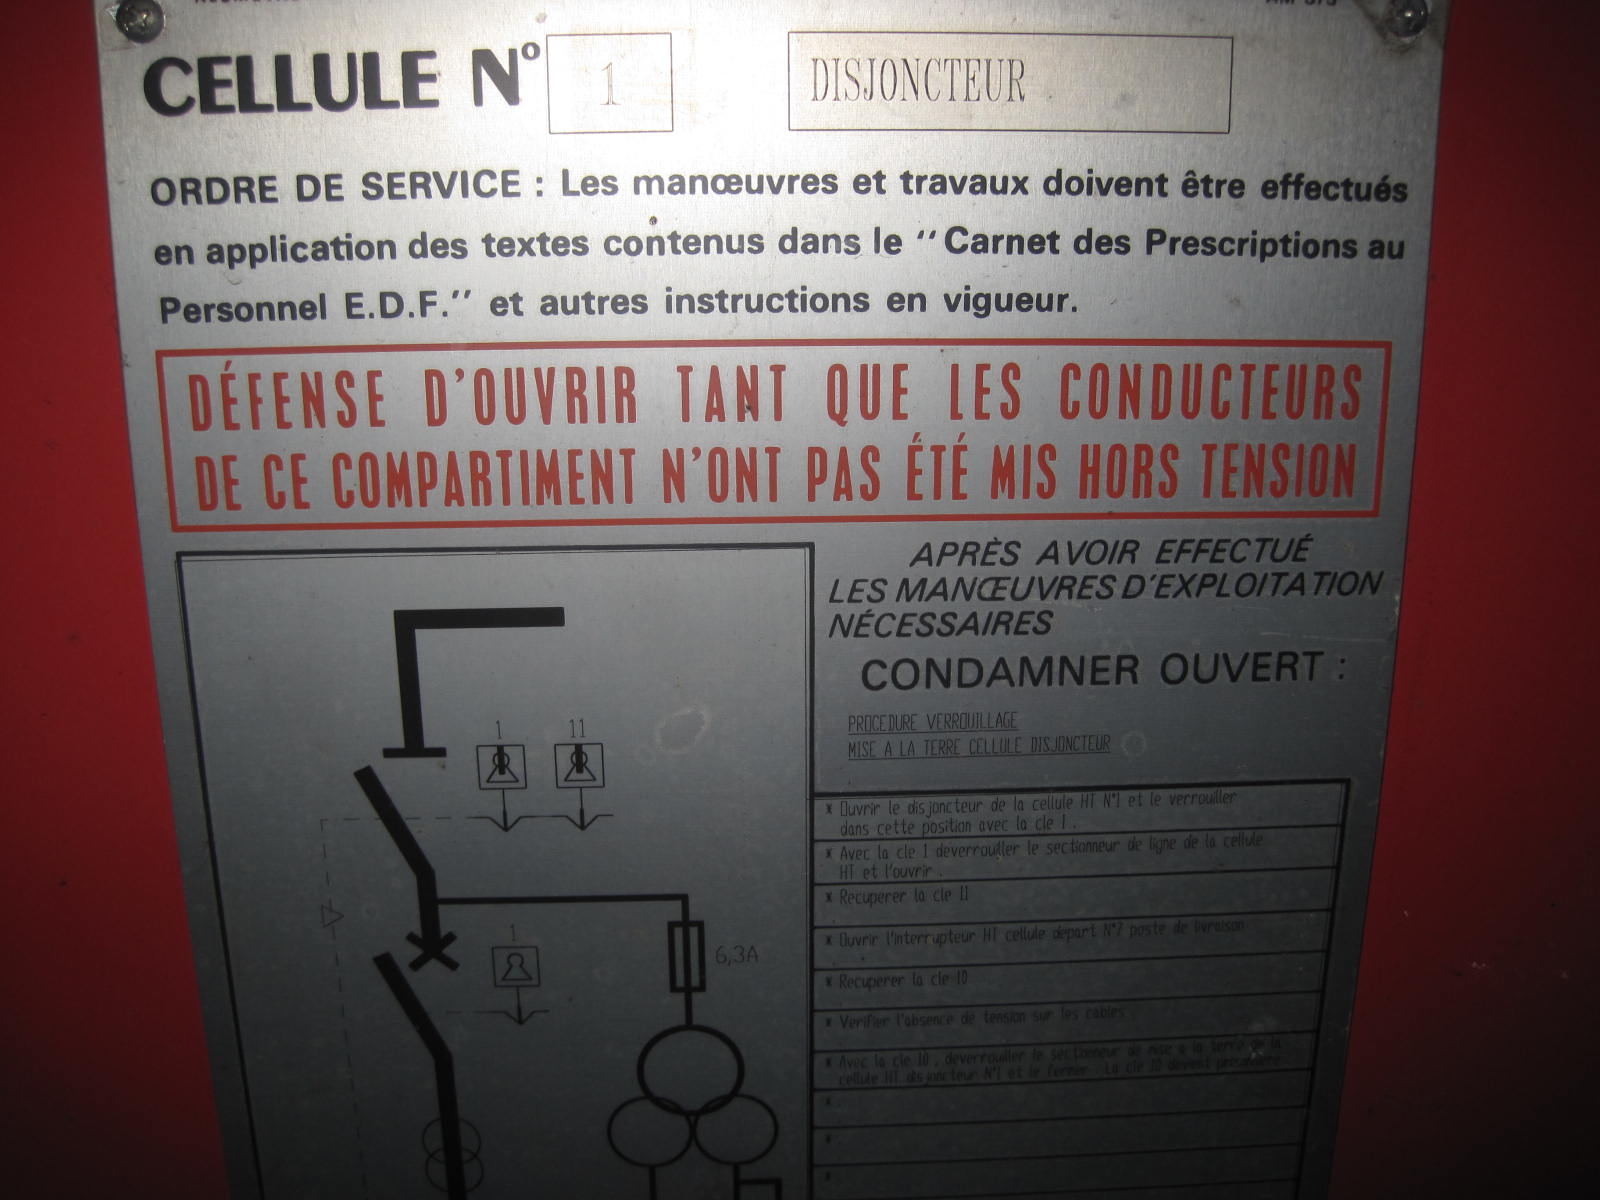 CELLULE Nº 1 DISJONCTEUR
ORDRE DE SERVICE : Les manœuvres et travaux doivent être effectués
en application des textes contenus dans le “Carnet des Prescriptions au
Personnel E.D.F.” et autres instructions en vigueur.
DÉFENSE D'OUVRIR TANT QUE LES CONDUCTEURS
DE CE COMPARTIMENT N'ONT PAS ÉTÉ MIS HORS TENSION
APRÈS AVOIR EFFECTUÉ
LES MANŒUVRES D'EXPLOITATION
NÉCESSAIRES
CONDAMNER OUVERT :
PROCEDURE VERROUILLAGE
MISE A LA TERRE CELLULE DISJONCTEUR
* Ouvrir le disjoncteur de la cellule HT N°1 et le verrouiller
dans cette position avec la cle 1 .
* Avec la cle 1 deverrouiller le sectionneur de ligne de la cellule
HT et l'ouvrir .
* Recuperer la cle 11
* Ouvrir l'interrupteur HT cellule depart N°2 poste de livraison
* Recuperer la cle 10
* Verifier l'absence de tension sur les cables
* Avec la cle 10 , deverrouiller le sectionneur de mise a la terre de la
cellule HT disjoncteur N°1 et le fermer . La cle 10 devient prisonniere
*
*
*
1 11
1
6,3A